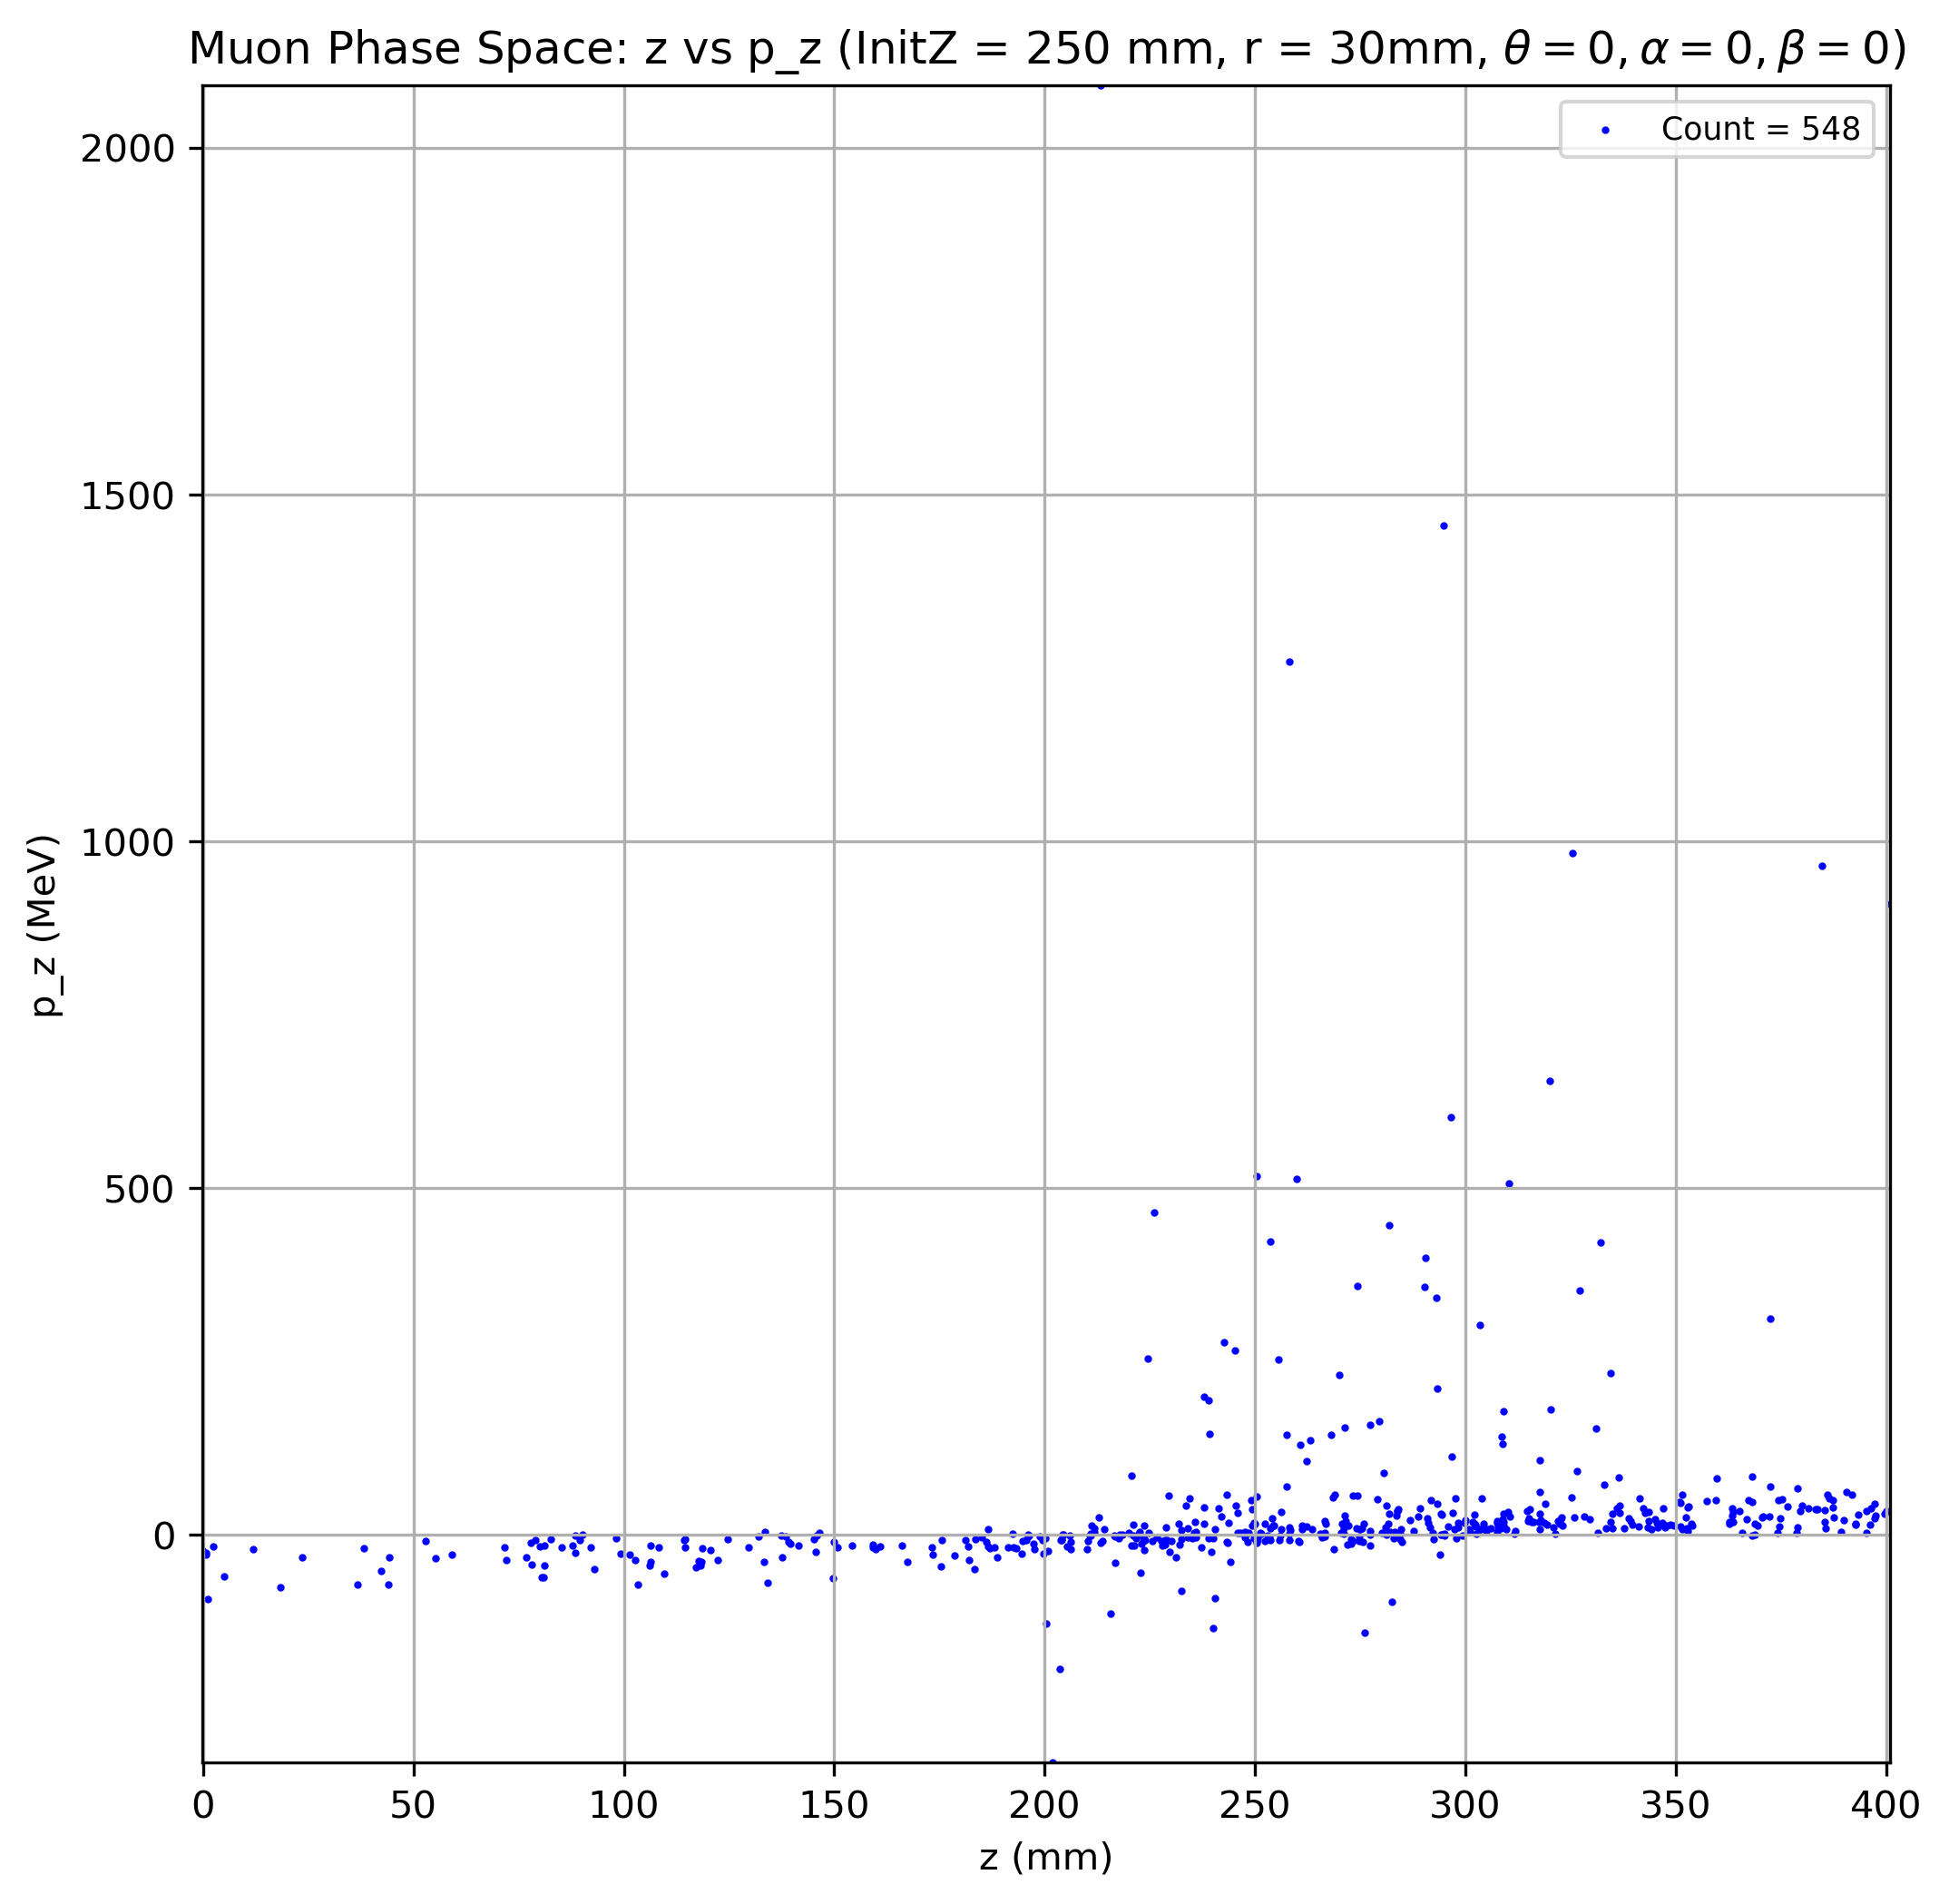 Muon Phase Space: z vs p_z (InitZ = 250 mm, r = 30mm, θ = 0, α = 0, β = 0)
Count = 548
2000
1500
1000
500
0
p_z (MeV)
0 50 100 150 200 250 300 350 400
z (mm)